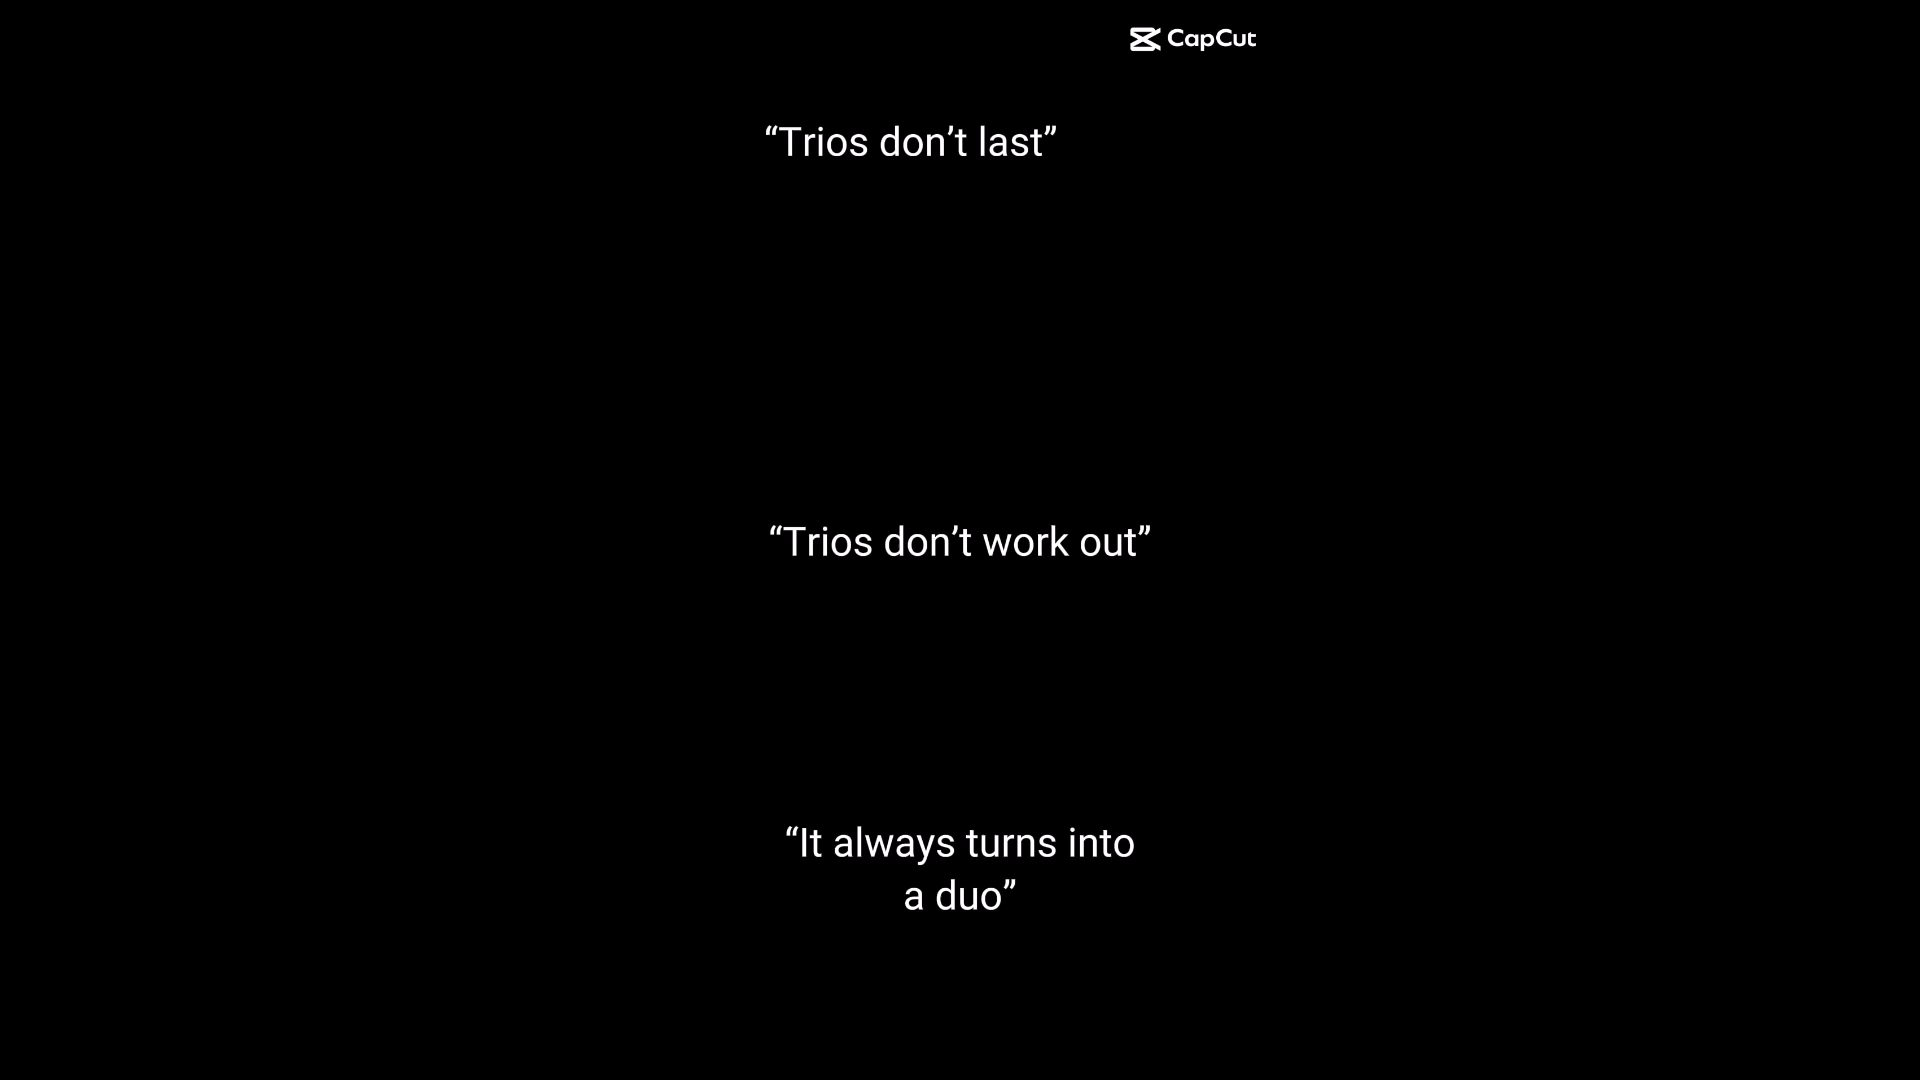 CapCut
“Trios don’t last”
“Trios don’t work out”
“It always turns into
a duo”